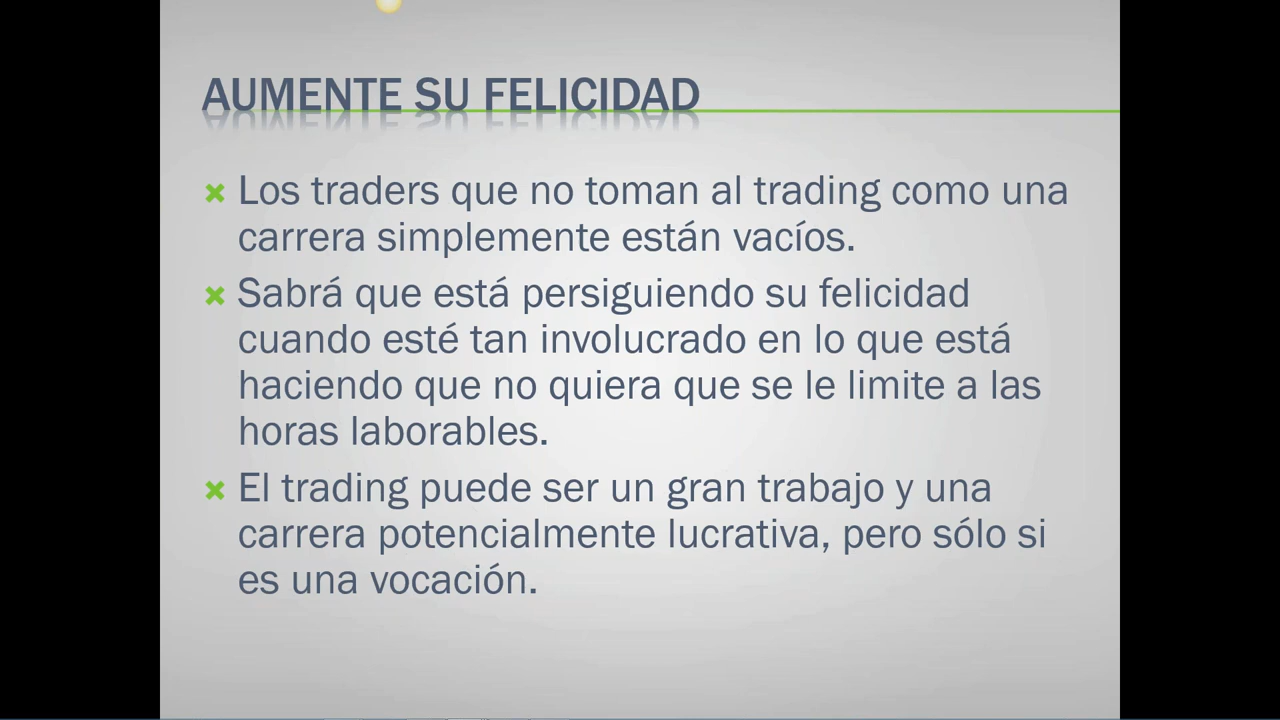 AUMENTE SU FELICIDAD
Los traders que no toman al trading como una
carrera simplemente están vacíos.
Sabrá que está persiguiendo su felicidad
cuando esté tan involucrado en lo que está
haciendo que no quiera que se le limite a las
horas laborables.
El trading puede ser un gran trabajo y una
carrera potencialmente lucrativa, pero sólo si
es una vocación.